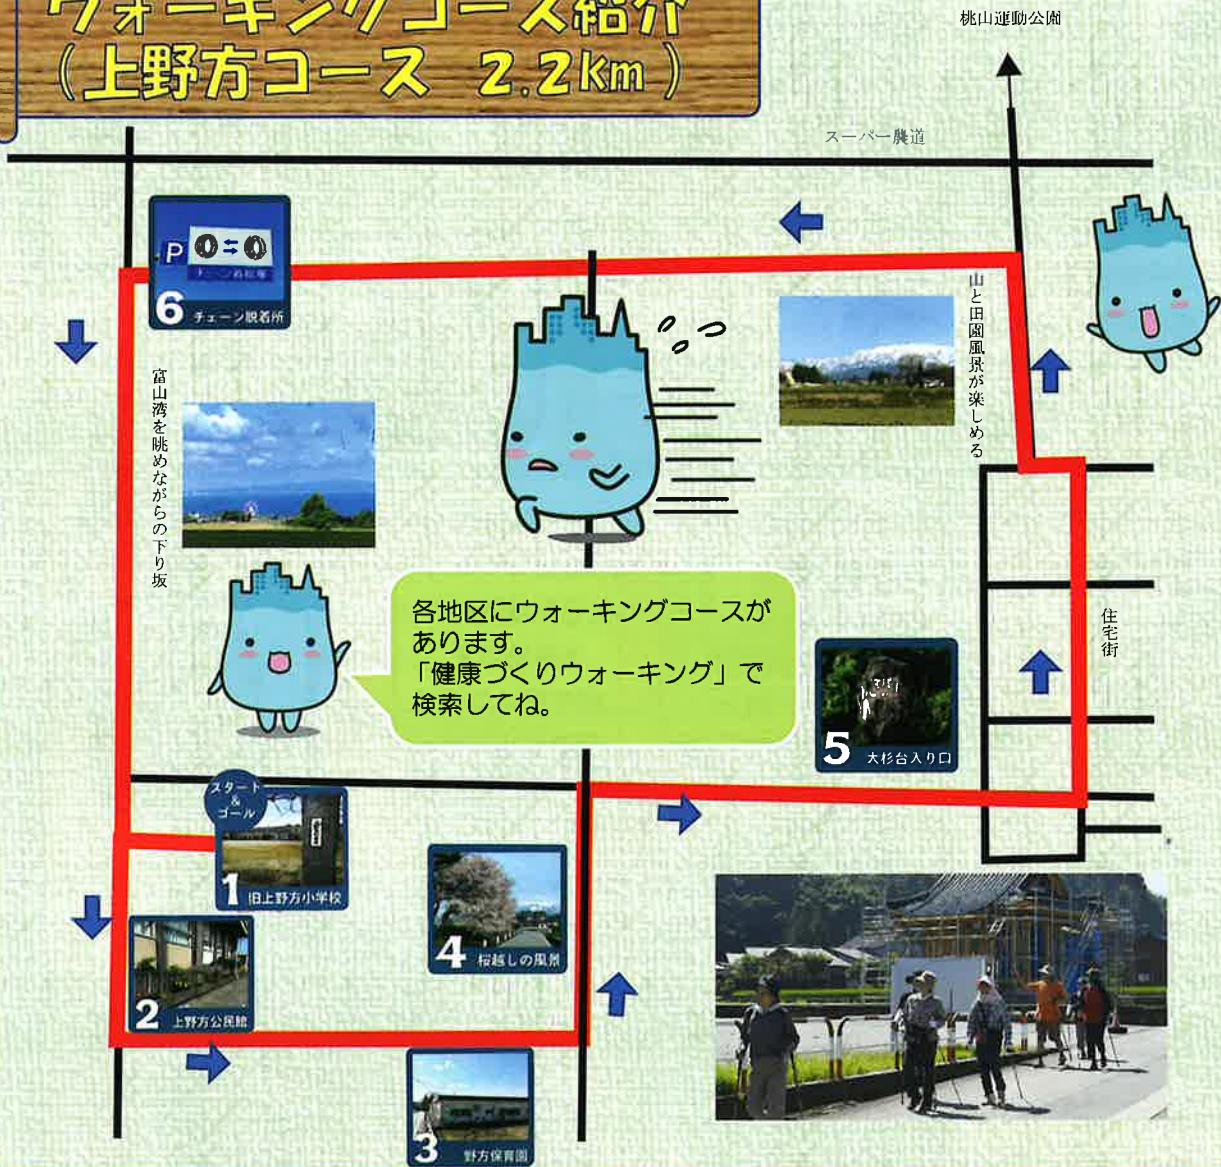 ウォーキングコース紹介
(上野方コース 2.2Km)
桃山運動公園
スーパー農道
P
6 チェーン脱着所
山と田園風景が楽しめる
富山湾を眺めながらの下り坂
各地区にウォーキングコースが
あります。
「健康づくりウォーキング」で
検索してね。
住宅街
5 大杉台入り口
スタート
&
ゴール
1 旧上野方小学校
4 桜越しの風景
2 上野方公民館
3 野方保育園